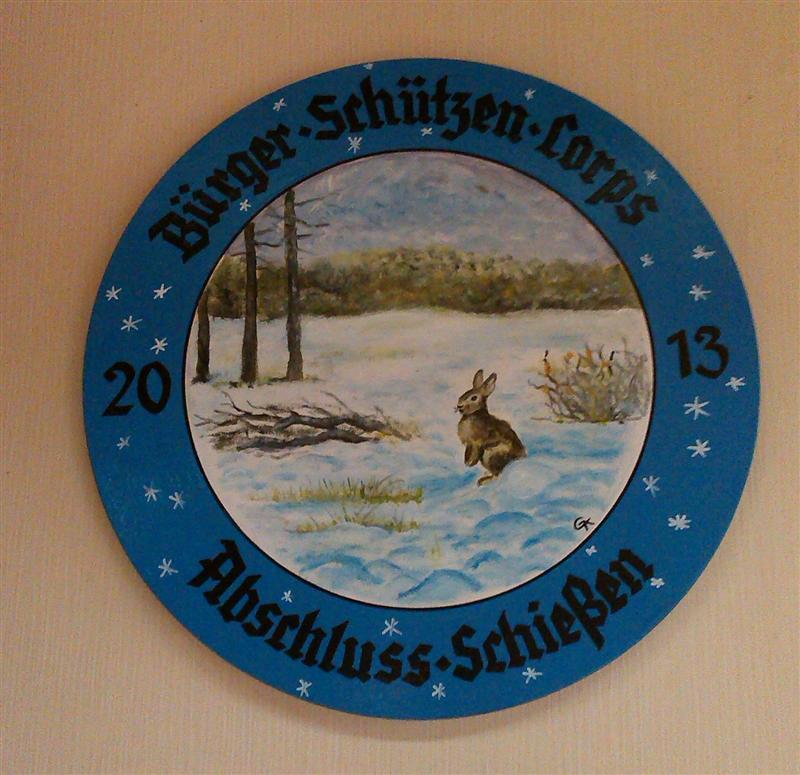 Bürger·Schützen·Corps
20 13
Abschluss·Schießen
GK